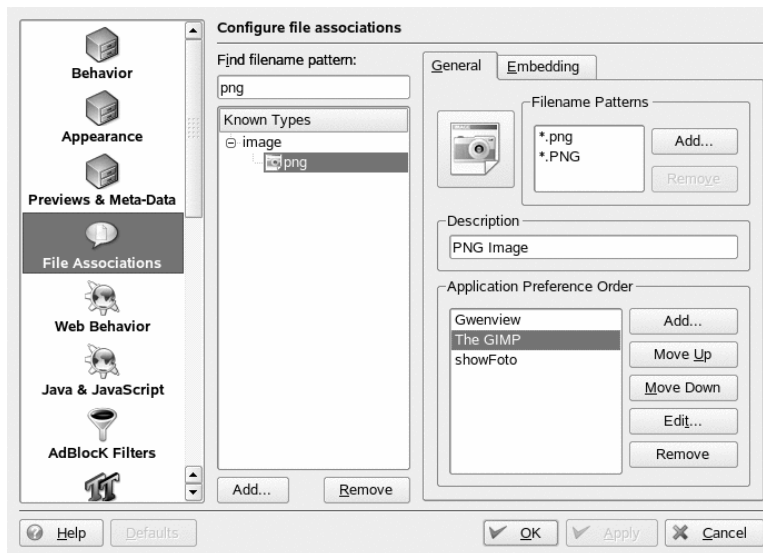 Behavior
Appearance
Previews & Meta-Data
File Associations
Web Behavior
Java & JavaScript
AdBlocK Filters
Configure file associations
Find filename pattern:
png
Known Types
image
png
Add...
Remove
General
Embedding
Filename Patterns
*.png
*.PNG
Add...
Remove
Description
PNG Image
Application Preference Order
Gwenview
The GIMP
showFoto
Add...
Move Up
Move Down
Edit...
Remove
Help
Defaults
OK
Apply
Cancel